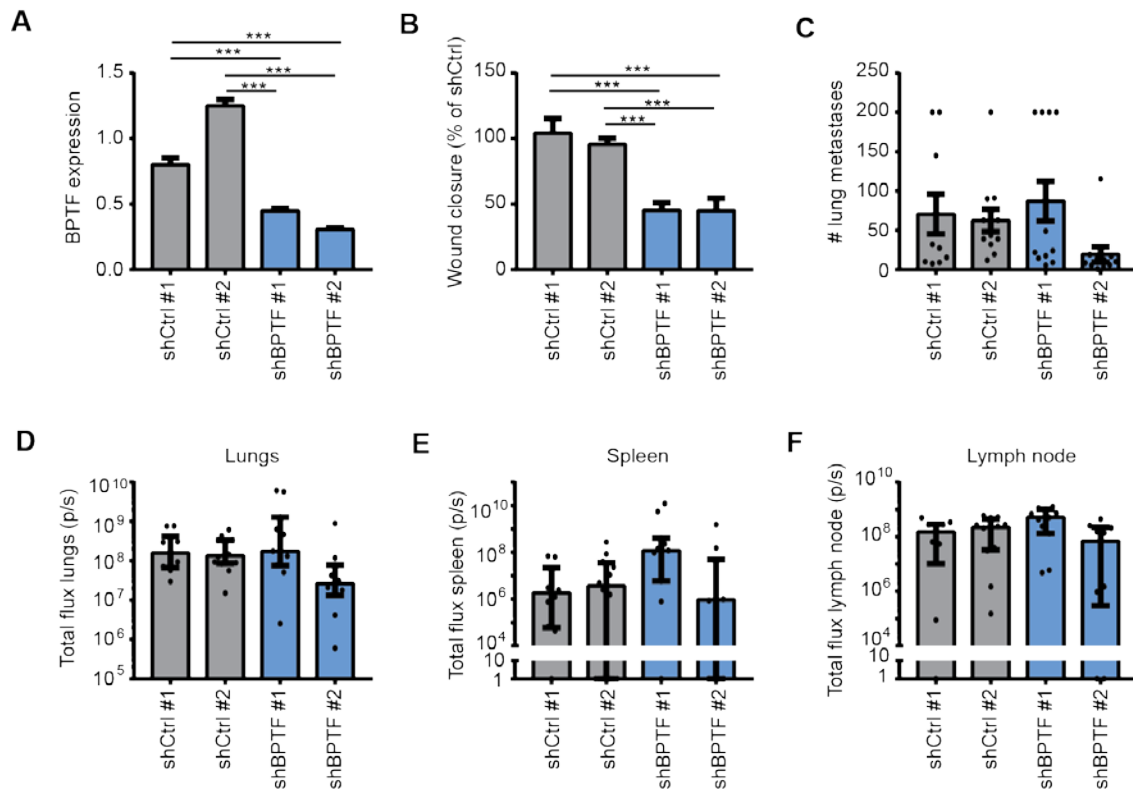 A
***
***
***
***
BPTF expression
1.5
1.0
0.5
0.0
shCtrl #1
shCtrl #2
shBPTF #1
shBPTF #2
B
***
***
***
***
Wound closure (% of shCtrl)
150
100
50
0
shCtrl #1
shCtrl #2
shBPTF #1
shBPTF #2
C
# lung metastases
250
200
150
100
50
0
shCtrl #1
shCtrl #2
shBPTF #1
shBPTF #2
D
Lungs
Total flux lungs (p/s)
10^10
10^9
10^8
10^7
10^6
10^5
shCtrl #1
shCtrl #2
shBPTF #1
shBPTF #2
E
Spleen
Total flux spleen (p/s)
10^10
10^8
10^6
10^4
10
1
shCtrl #1
shCtrl #2
shBPTF #1
shBPTF #2
F
Lymph node
Total flux lymph node (p/s)
10^10
10^8
10^6
10^4
10
1
shCtrl #1
shCtrl #2
shBPTF #1
shBPTF #2